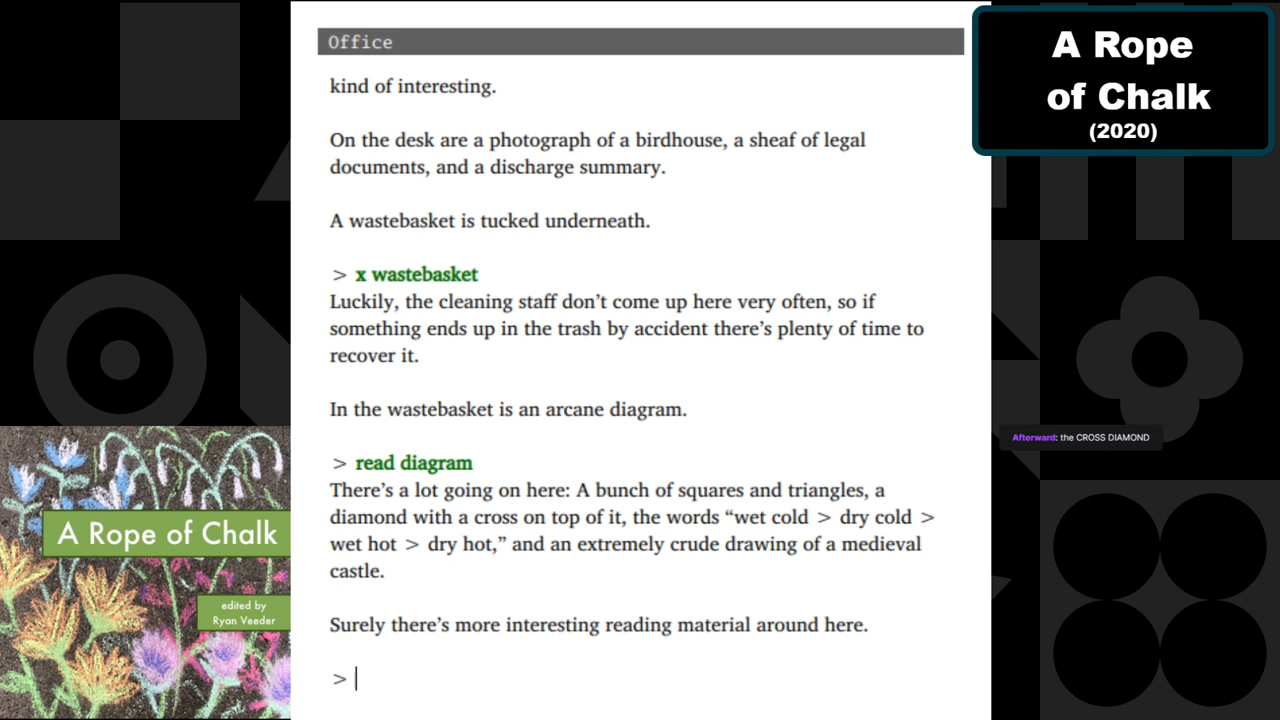 Office
kind of interesting.
On the desk are a photograph of a birdhouse, a sheaf of legal
documents, and a discharge summary.
A wastebasket is tucked underneath.
> x wastebasket
Luckily, the cleaning staff don’t come up here very often, so if
something ends up in the trash by accident there’s plenty of time to
recover it.
In the wastebasket is an arcane diagram.
> read diagram
There’s a lot going on here: A bunch of squares and triangles, a
diamond with a cross on top of it, the words “wet cold > dry cold >
wet hot > dry hot,” and an extremely crude drawing of a medieval
castle.
Surely there’s more interesting reading material around here.
>
A Rope
of Chalk
(2020)
Afterward: the CROSS DIAMOND
A Rope of Chalk
edited by
Ryan Veeder